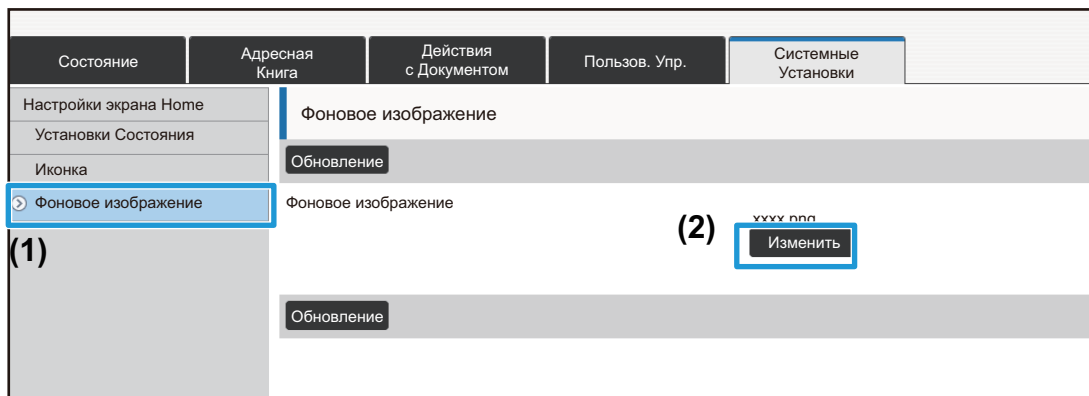 Состояние
Адресная
Книга
Действия
с Документом
Пользов. Упр.
Системные
Установки
Настройки экрана Home
Установки Состояния
Иконка
Фоновое изображение
(1)
Фоновое изображение
Обновление
Фоновое изображение
xxxx.png
(2)
Изменить
Обновление